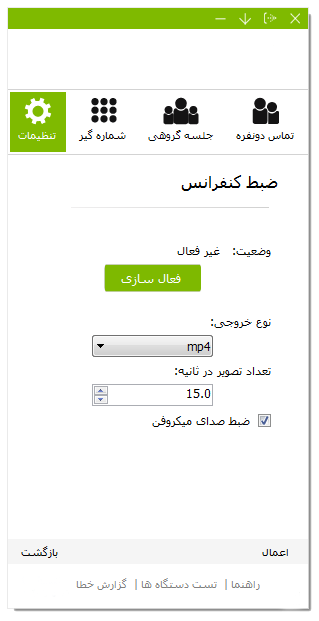 تماس دونفره جلسه گروهی شماره گیر تنظیمات
ضبط کنفرانس
وضعیت: غیر فعال
فعال سازی
نوع خروجی:
mp4
تعداد تصویر در ثانیه:
15.0
ضبط صدای میکروفن
اعمال بازگشت
راهنما | تست دستگاه ها | گزارش خطا